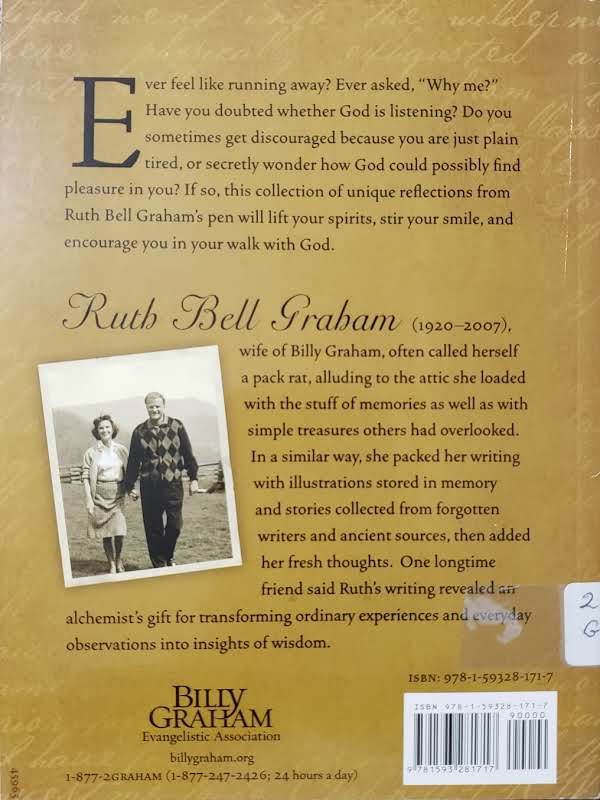 Ever feel like running away? Ever asked, “Why me?”
Have you doubted whether God is listening? Do you
sometimes get discouraged because you are just plain
tired, or secretly wonder how God could possibly find
pleasure in you? If so, this collection of unique reflections from
Ruth Bell Graham’s pen will lift your spirits, stir your smile, and
encourage you in your walk with God.
Ruth Bell Graham (1920–2007),
wife of Billy Graham, often called herself
a pack rat, alluding to the attic she loaded
with the stuff of memories as well as with
simple treasures others had overlooked.
In a similar way, she packed her writing
with illustrations stored in memory
and stories collected from forgotten
writers and ancient sources, then added
her fresh thoughts. One longtime
friend said Ruth’s writing revealed an
alchemist’s gift for transforming ordinary experiences and everyday
observations into insights of wisdom.
2
G
ISBN: 978-1-59328-171-7
ISBN 978-1-59328-171-7
90000
9 781593 281717
BILLY
GRAHAM
Evangelistic Association
billygraham.org
1-877-2GRAHAM (1-877-247-2426; 24 hours a day)